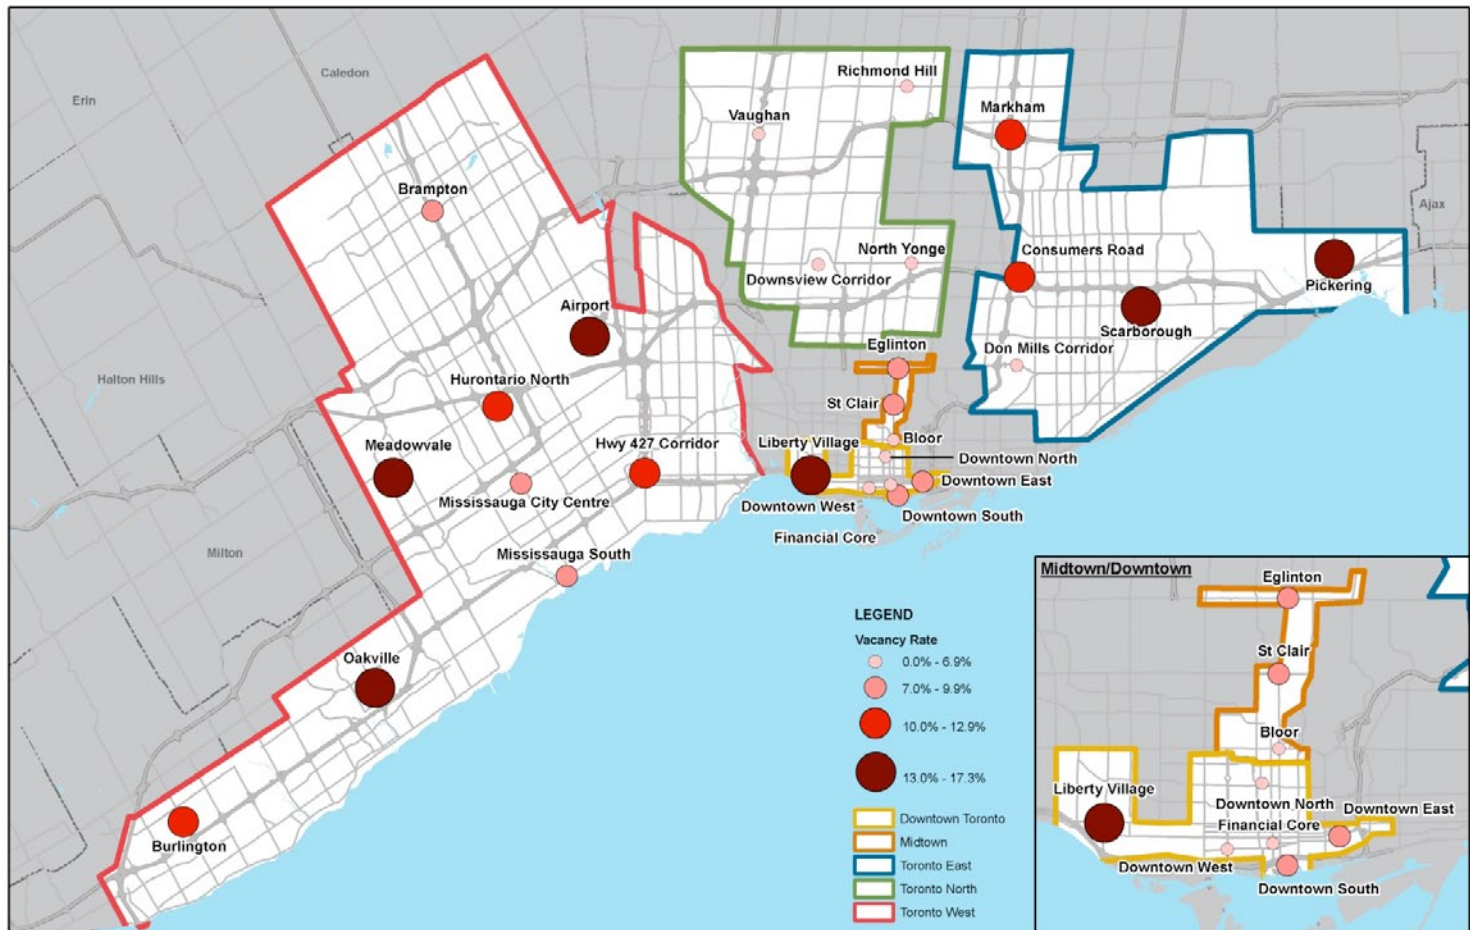 Caledon
Erin
Richmond Hill
Vaughan
Markham
Brampton
Ajax
North Yonge
Consumers Road
Downsview Corridor
Pickering
Airport
Scarborough
Eglinton
Don Mills Corridor
Halton Hills
Hurontario North
St Clair
Meadowvale
Hwy 427 Corridor
Liberty Village
Bloor
Downtown North
Mississauga City Centre
Downtown East
Downtown West
Downtown South
Financial Core
Milton
Mississauga South
Oakville
Burlington
LEGEND
Vacancy Rate
0.0% - 6.9%
7.0% - 9.9%
10.0% - 12.9%
13.0% - 17.3%
Downtown Toronto
Midtown
Toronto East
Toronto North
Toronto West
Midtown/Downtown
Eglinton
St Clair
Bloor
Liberty Village
Downtown North
Downtown East
Financial Core
Downtown West
Downtown South